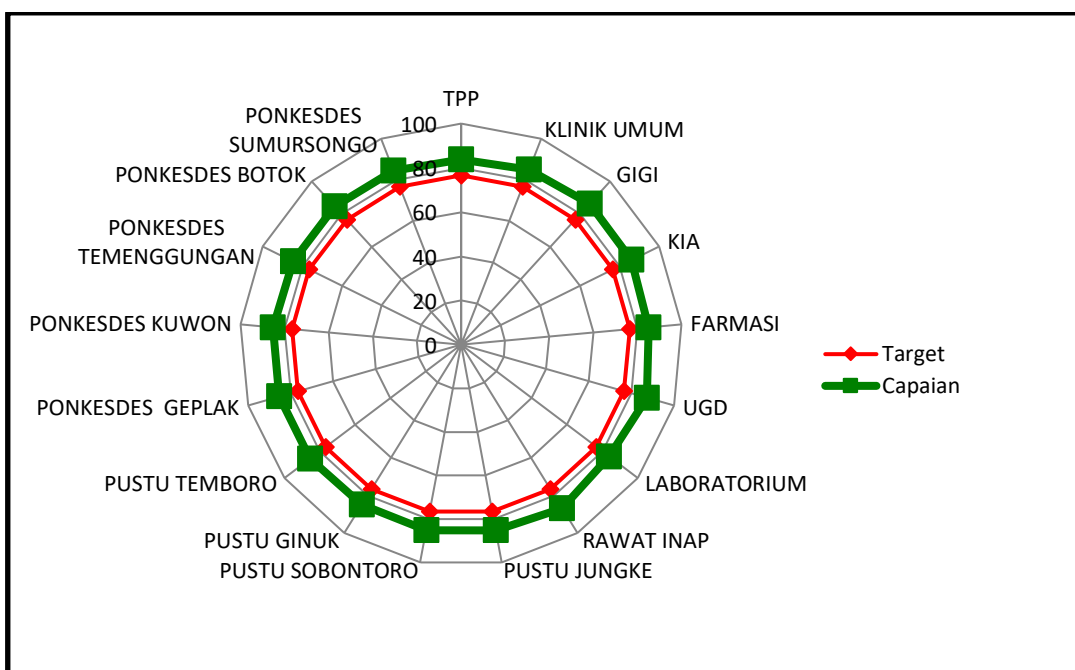 TPP
KLINIK UMUM
GIGI
KIA
FARMASI
UGD
LABORATORIUM
RAWAT INAP
PUSTU JUNGKE
PUSTU SOBONTORO
PUSTU GINUK
PUSTU TEMBORO
PONKESDES  GEPLAK
PONKESDES KUWON
PONKESDES
TEMENGGUNGAN
PONKESDES BOTOK
PONKESDES
SUMURSONGO
100
80
60
40
20
0
Target
Capaian